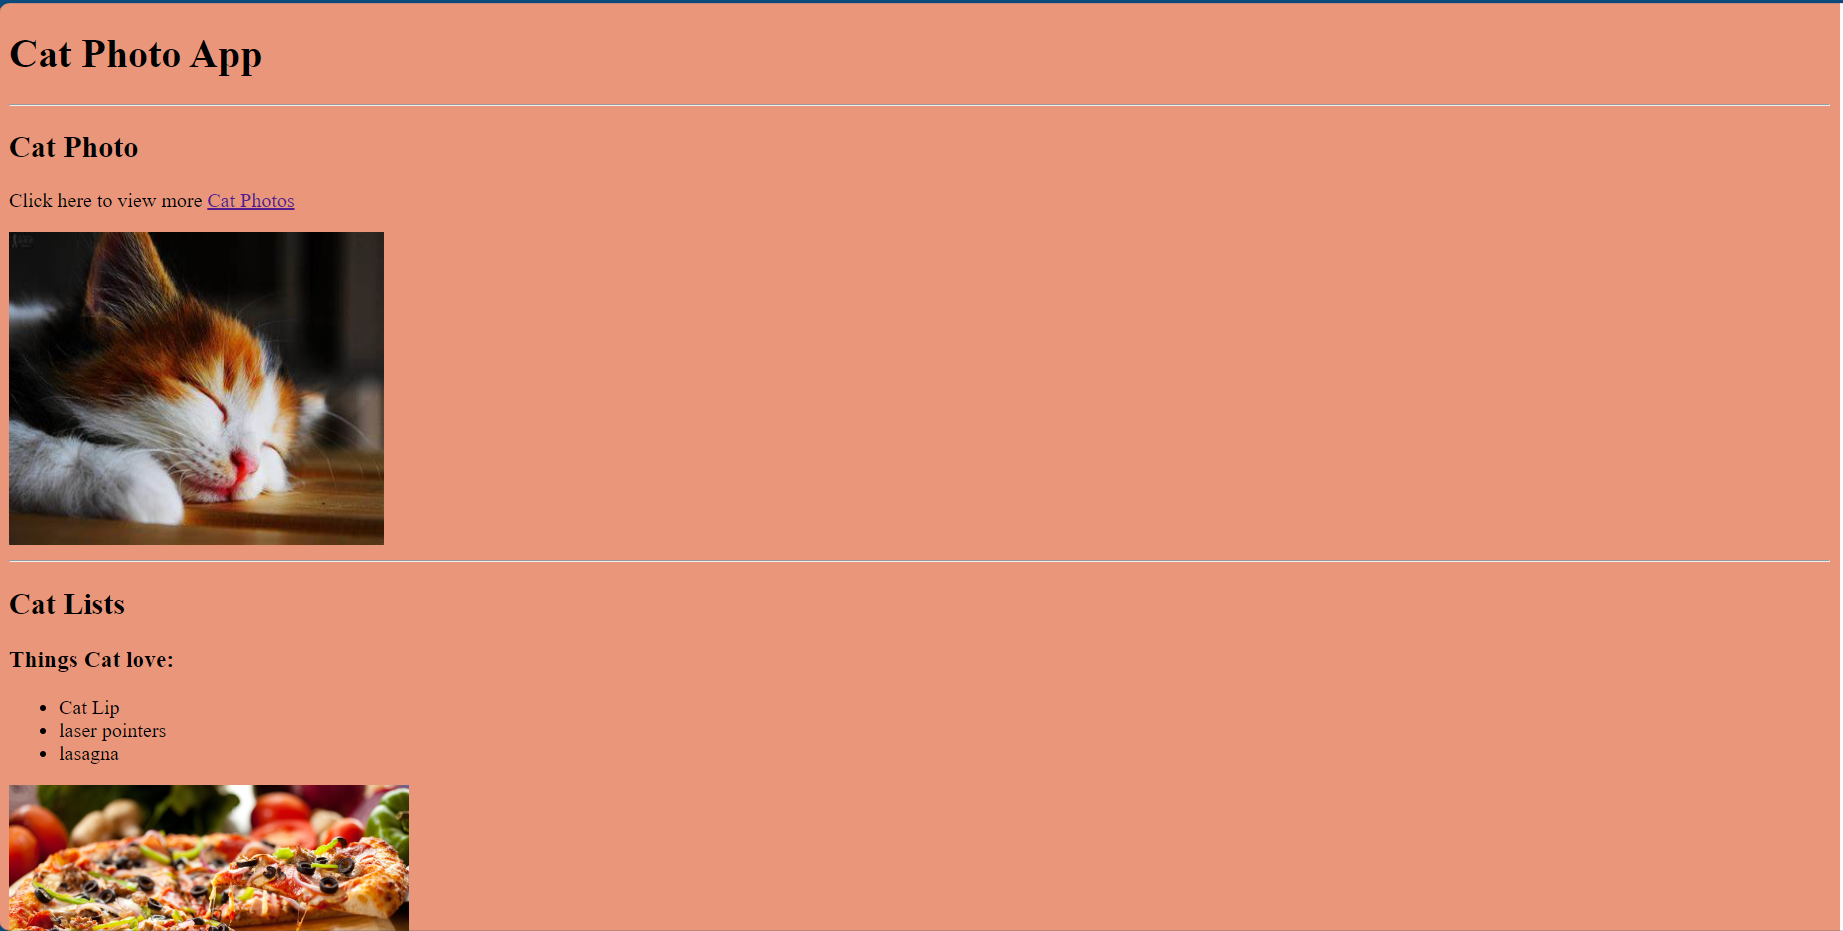 Cat Photo App
Cat Photo
Click here to view more Cat Photos
Cat Lists
Things Cat love:
Cat Lip
laser pointers
lasagna